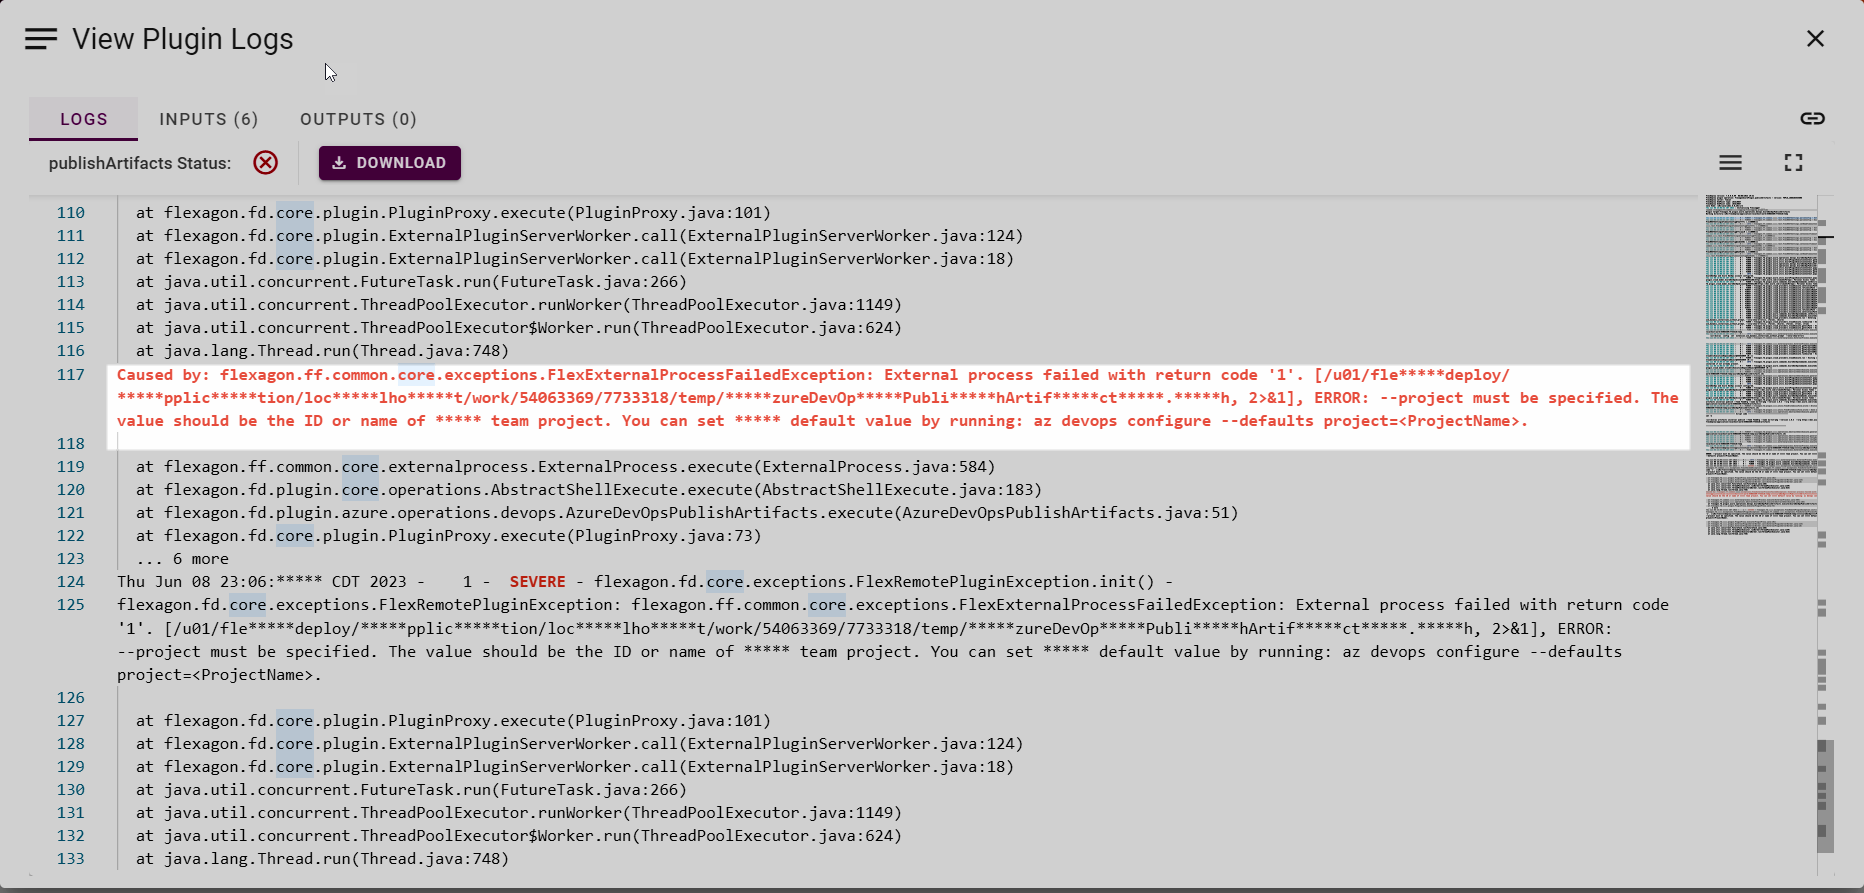 View Plugin Logs
LOGS INPUTS (6) OUTPUTS (0)
publishArtifacts Status: DOWNLOAD
110 at flexagon.fd.core.plugin.PluginProxy.execute(PluginProxy.java:101)
111 at flexagon.fd.core.plugin.ExternalPluginServerWorker.call(ExternalPluginServerWorker.java:124)
112 at flexagon.fd.core.plugin.ExternalPluginServerWorker.call(ExternalPluginServerWorker.java:18)
113 at java.util.concurrent.FutureTask.run(FutureTask.java:266)
114 at java.util.concurrent.ThreadPoolExecutor.runWorker(ThreadPoolExecutor.java:1149)
115 at java.util.concurrent.ThreadPoolExecutor$Worker.run(ThreadPoolExecutor.java:624)
116 at java.lang.Thread.run(Thread.java:748)
117 Caused by: flexagon.ff.common.core.exceptions.FlexExternalProcessFailedException: External process failed with return code '1'. [/u01/fle*****deploy/
*****pplic*****tion/loc*****lho*****t/work/54063369/7733318/temp/*****zureDevOp*****Publi*****hArtif*****ct*****.*****h, 2>&1], ERROR: --project must be specified. The
value should be the ID or name of ***** team project. You can set ***** default value by running: az devops configure --defaults project=<ProjectName>.
118
119 at flexagon.ff.common.core.externalprocess.ExternalProcess.execute(ExternalProcess.java:584)
120 at flexagon.fd.plugin.core.operations.AbstractShellExecute.execute(AbstractShellExecute.java:183)
121 at flexagon.fd.plugin.azure.operations.devops.AzureDevOpsPublishArtifacts.execute(AzureDevOpsPublishArtifacts.java:51)
122 at flexagon.fd.core.plugin.PluginProxy.execute(PluginProxy.java:73)
123 ... 6 more
124 Thu Jun 08 23:06:***** CDT 2023 - 1 - SEVERE - flexagon.fd.core.exceptions.FlexRemotePluginException.init() -
125 flexagon.fd.core.exceptions.FlexRemotePluginException: flexagon.ff.common.core.exceptions.FlexExternalProcessFailedException: External process failed with return code
'1'. [/u01/fle*****deploy/*****pplic*****tion/loc*****lho*****t/work/54063369/7733318/temp/*****zureDevOp*****Publi*****hArtif*****ct*****.*****h, 2>&1], ERROR:
--project must be specified. The value should be the ID or name of ***** team project. You can set ***** default value by running: az devops configure --defaults
project=<ProjectName>.
126
127 at flexagon.fd.core.plugin.PluginProxy.execute(PluginProxy.java:101)
128 at flexagon.fd.core.plugin.ExternalPluginServerWorker.call(ExternalPluginServerWorker.java:124)
129 at flexagon.fd.core.plugin.ExternalPluginServerWorker.call(ExternalPluginServerWorker.java:18)
130 at java.util.concurrent.FutureTask.run(FutureTask.java:266)
131 at java.util.concurrent.ThreadPoolExecutor.runWorker(ThreadPoolExecutor.java:1149)
132 at java.util.concurrent.ThreadPoolExecutor$Worker.run(ThreadPoolExecutor.java:624)
133 at java.lang.Thread.run(Thread.java:748)